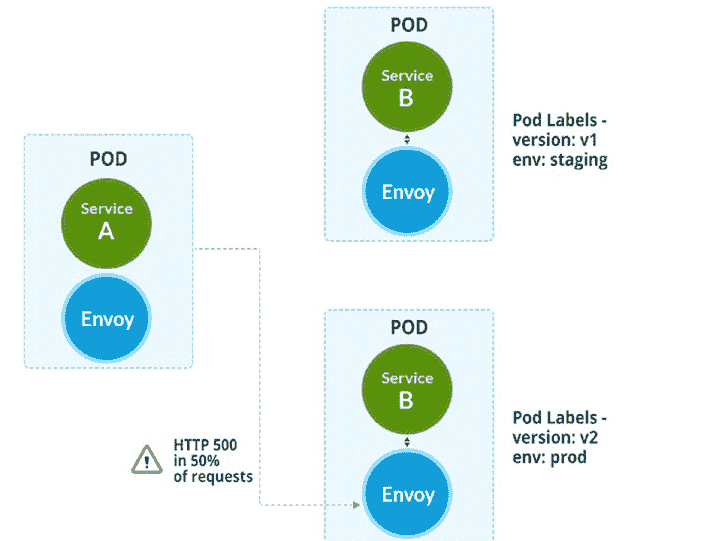 POD
Service
A
Envoy
HTTP 500
in 50%
of requests
POD
Service
B
Envoy
Pod Labels -
version: v1
env: staging
POD
Service
B
Envoy
Pod Labels -
version: v2
env: prod